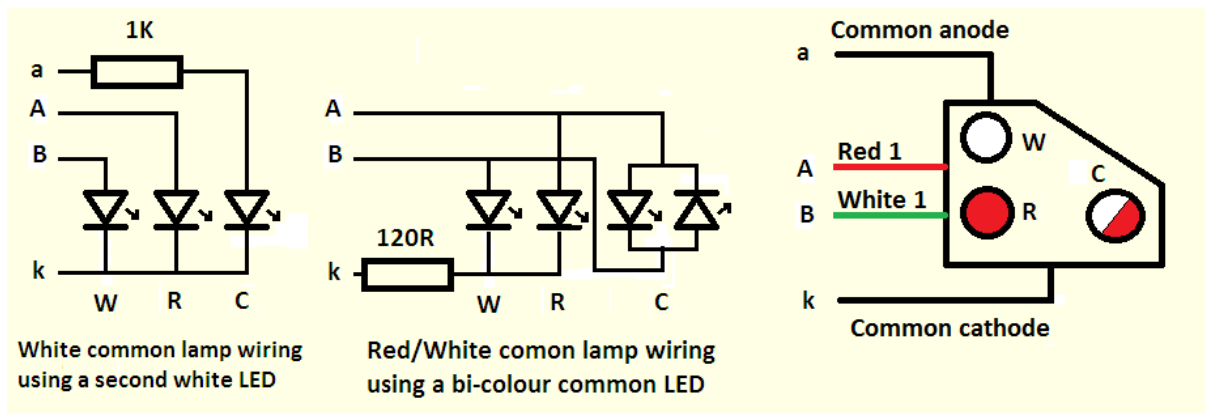 1K
a
A
B
k
W R C
White common lamp wiring
using a second white LED
A
B
120R
k
W R C
Red/White comon lamp wiring
using a bi-colour common LED
Common anode
a
W
A Red 1
C
B White 1
R
k
Common cathode